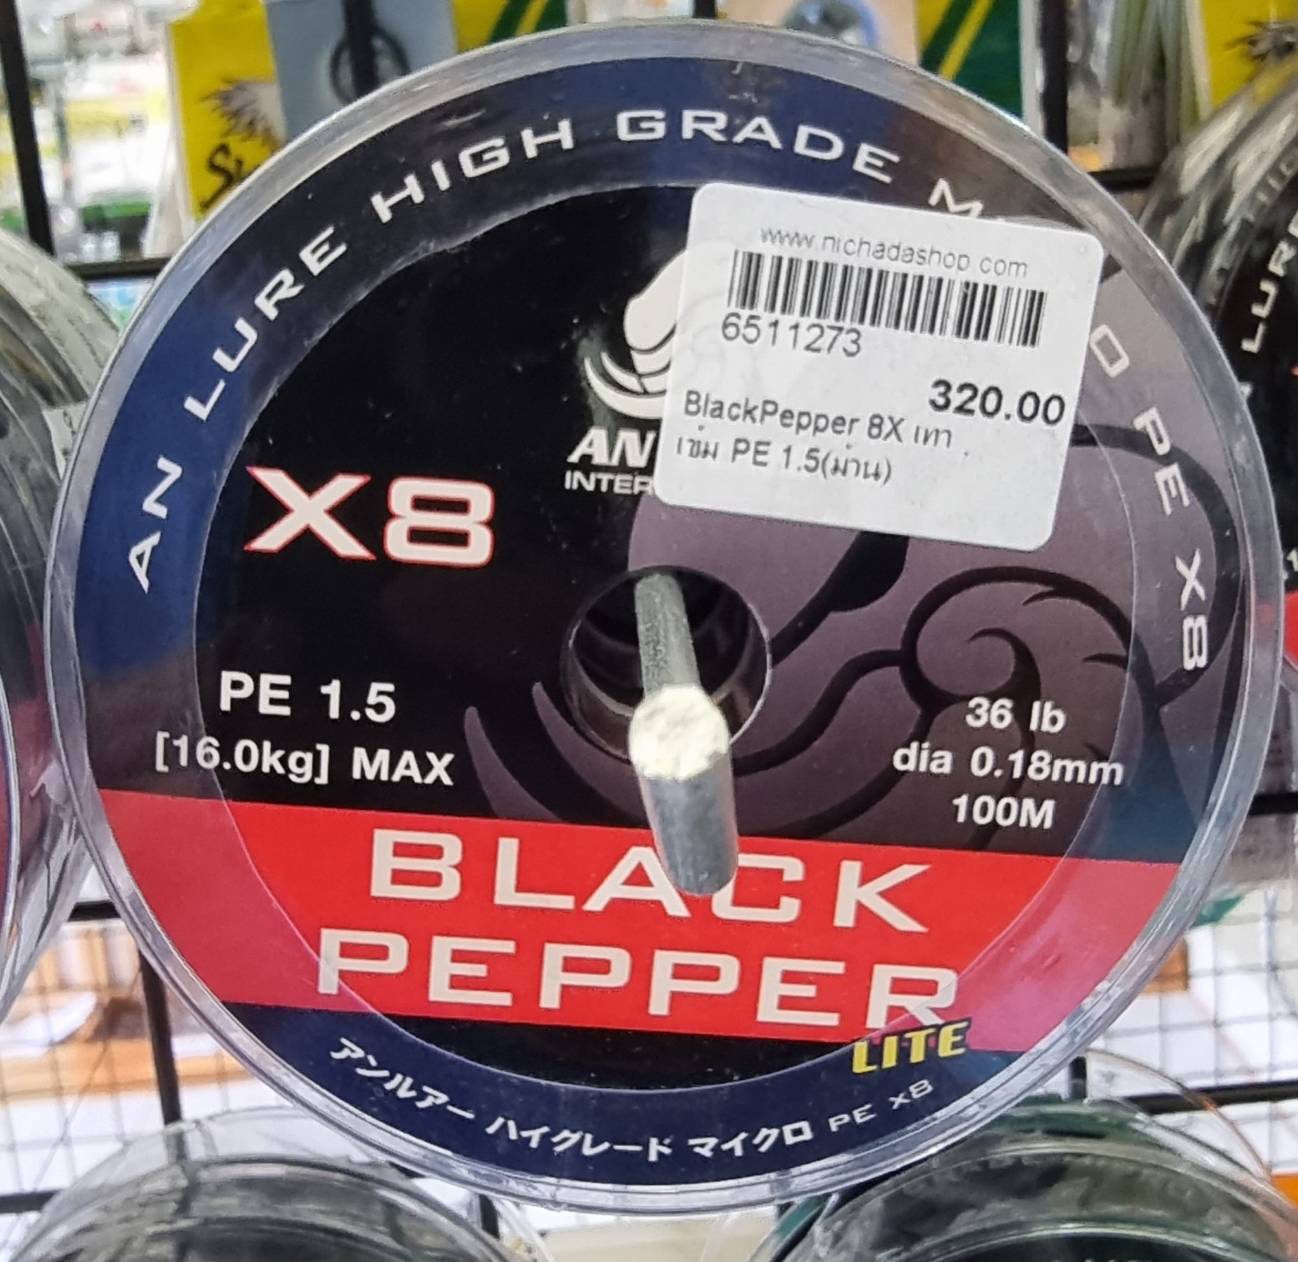 AN LURE HIGH GRADE M O PE X8
www.nichadashop.com
6511273
320.00
BlackPepper 8X เทา
เข้ม PE 1.5(ม่าน)
AN
INTER
X8
PE 1.5
[16.0kg] MAX
36 lb
dia 0.18mm
100M
BLACK
PEPPER
LITE
アンルアー ハイグレード マイクロ PE x8
LURE